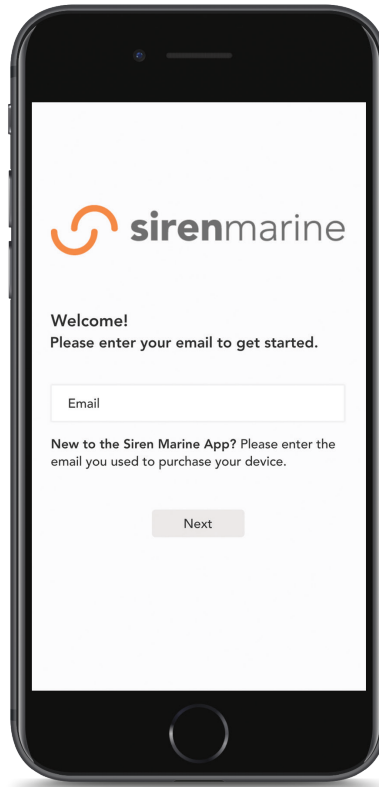 sirenmarine
Welcome!
Please enter your email to get started.
Email
New to the Siren Marine App? Please enter the
email you used to purchase your device.
Next